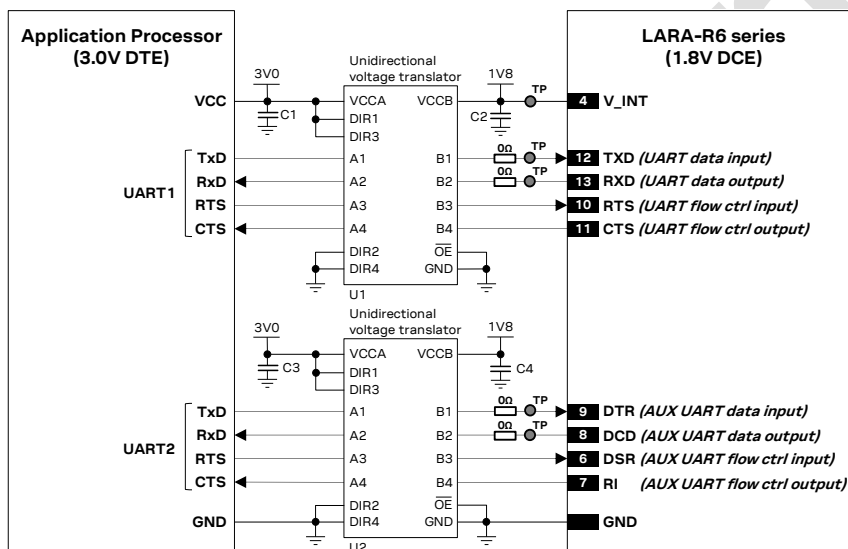 Application Processor
(3.0V DTE)
LARA-R6 series
(1.8V DCE)
Unidirectional
voltage translator
3V0
1V8
TP
VCC
C1
VCCA
VCCB
C2
4 V_INT
DIR1
DIR3
0Ω TP
TxD A1 B1 12 TXD (UART data input)
0Ω TP
RxD A2 B2 13 RXD (UART data output)
UART1
RTS A3 B3 10 RTS (UART flow ctrl input)
CTS A4 B4 11 CTS (UART flow ctrl output)
DIR2 OE
DIR4 GND
U1
Unidirectional
voltage translator
3V0
1V8
VCCA VCCB
C3
DIR1
C4
DIR3
0Ω TP
TxD A1 B1 9 DTR (AUX UART data input)
0Ω TP
RxD A2 B2 8 DCD (AUX UART data output)
UART2
RTS A3 B3 6 DSR (AUX UART flow ctrl input)
CTS A4 B4 7 RI (AUX UART flow ctrl output)
DIR2 OE
GND DIR4 GND GND
U2